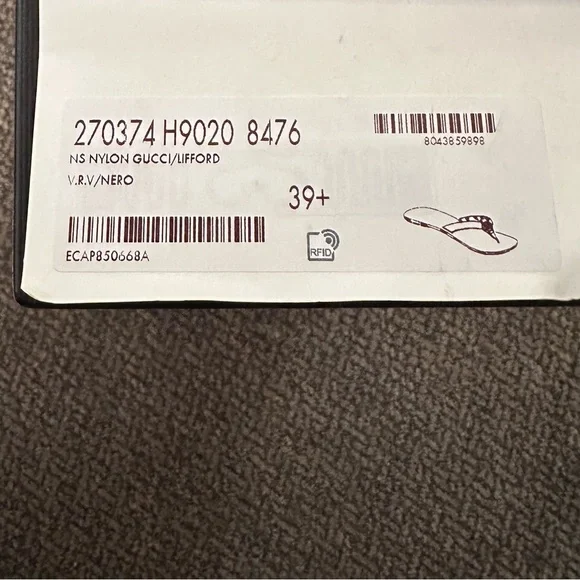 270374 H9020 8476
NS NYLON GUCCI/LIFFORD
V.R.V/NERO
39+
ECAP850668A
8043859898
RFID